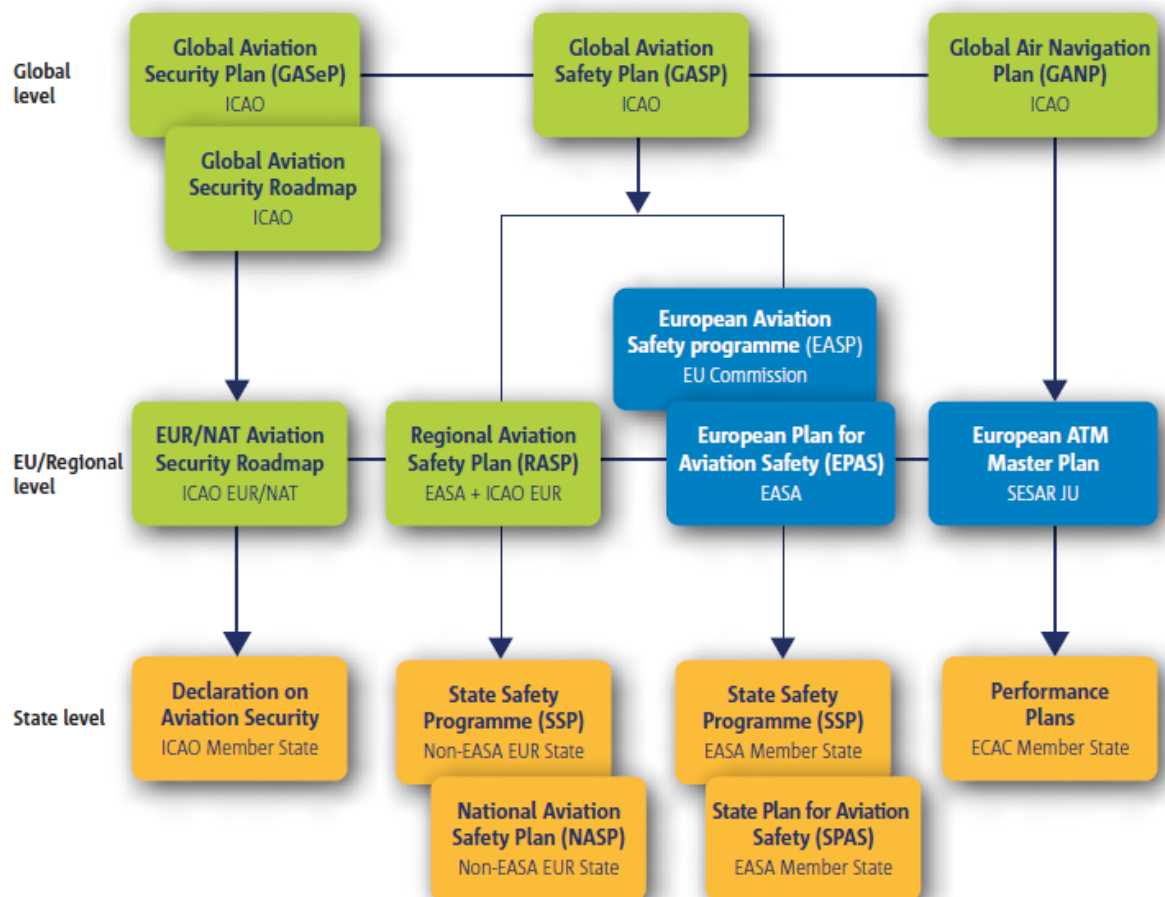 Global
level
Global Aviation
Security Plan (GASeP)
ICAO
Global Aviation
Security Roadmap
ICAO
Global Aviation
Safety Plan (GASP)
ICAO
Global Air Navigation
Plan (GANP)
ICAO
European Aviation
Safety programme (EASP)
EU Commission
EU/Regional
level
EUR/NAT Aviation
Security Roadmap
ICAO EUR/NAT
Regional Aviation
Safety Plan (RASP)
EASA + ICAO EUR
European Plan for
Aviation Safety (EPAS)
EASA
European ATM
Master Plan
SESAR JU
State level
Declaration on
Aviation Security
ICAO Member State
State Safety
Programme (SSP)
Non-EASA EUR State
National Aviation
Safety Plan (NASP)
Non-EASA EUR State
State Safety
Programme (SSP)
EASA Member State
State Plan for Aviation
Safety (SPAS)
EASA Member State
Performance
Plans
ECAC Member State